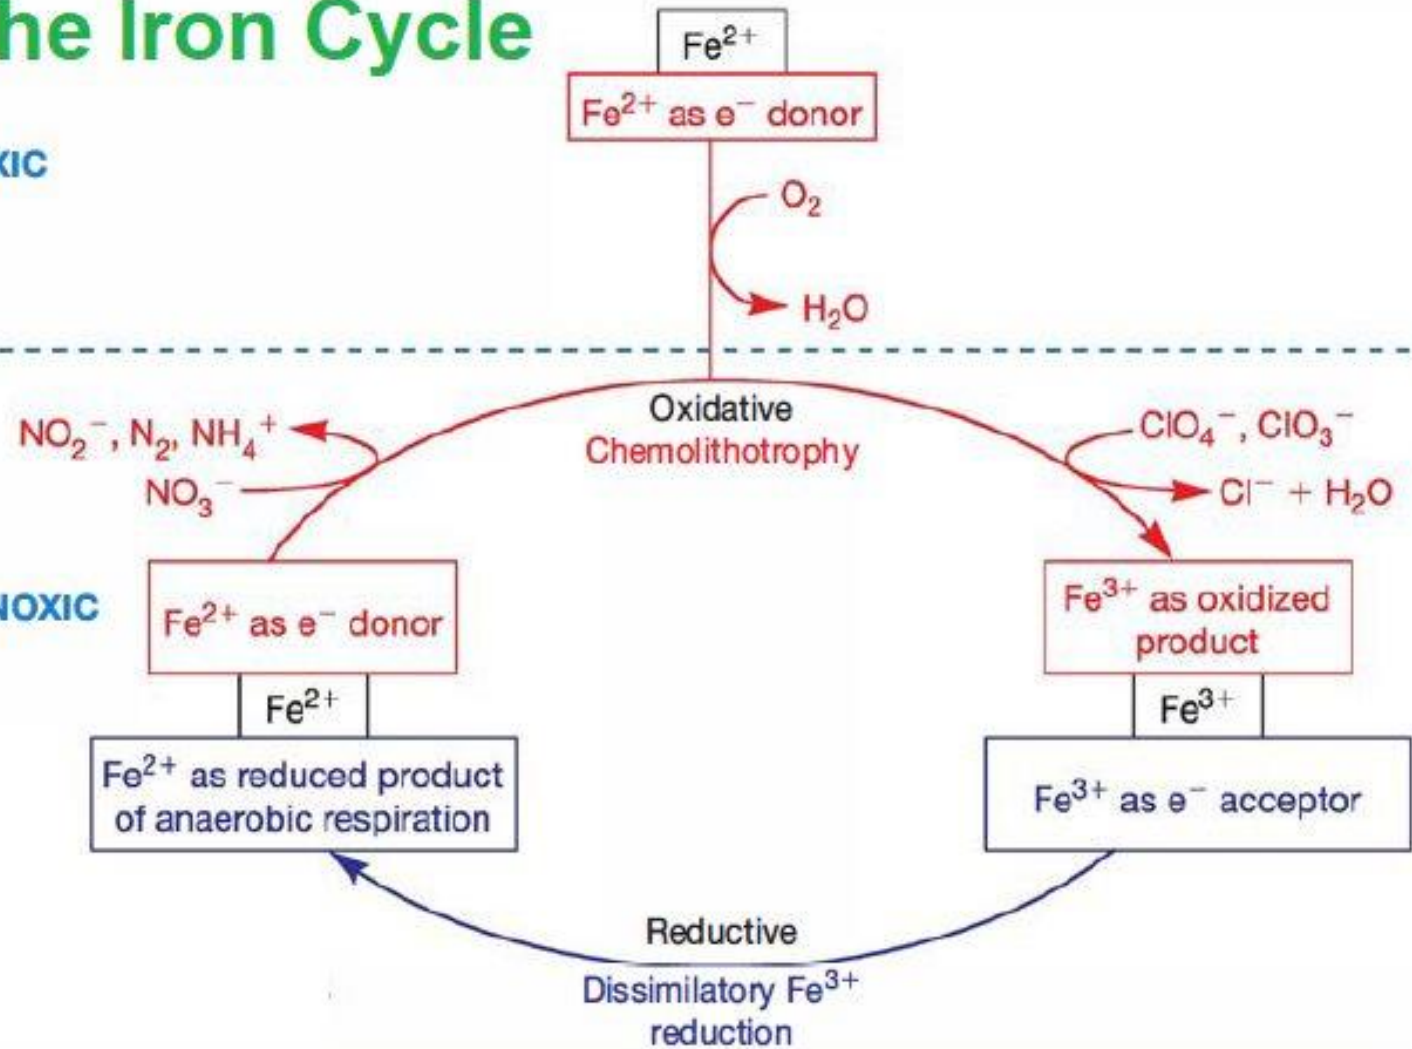 he Iron Cycle
Fe²⁺
Fe²⁺ as e⁻ donor
XIC
O₂
H₂O
Oxidative
Chemolithotrophy
NO₂⁻, N₂, NH₄⁺
NO₃⁻
ClO₄⁻, ClO₃⁻
Cl⁻ + H₂O
NOXIC
Fe²⁺ as e⁻ donor
Fe²⁺
Fe²⁺ as reduced product
of anaerobic respiration
Fe³⁺ as oxidized
product
Fe³⁺
Fe³⁺ as e⁻ acceptor
Reductive
Dissimilatory Fe³⁺
reduction